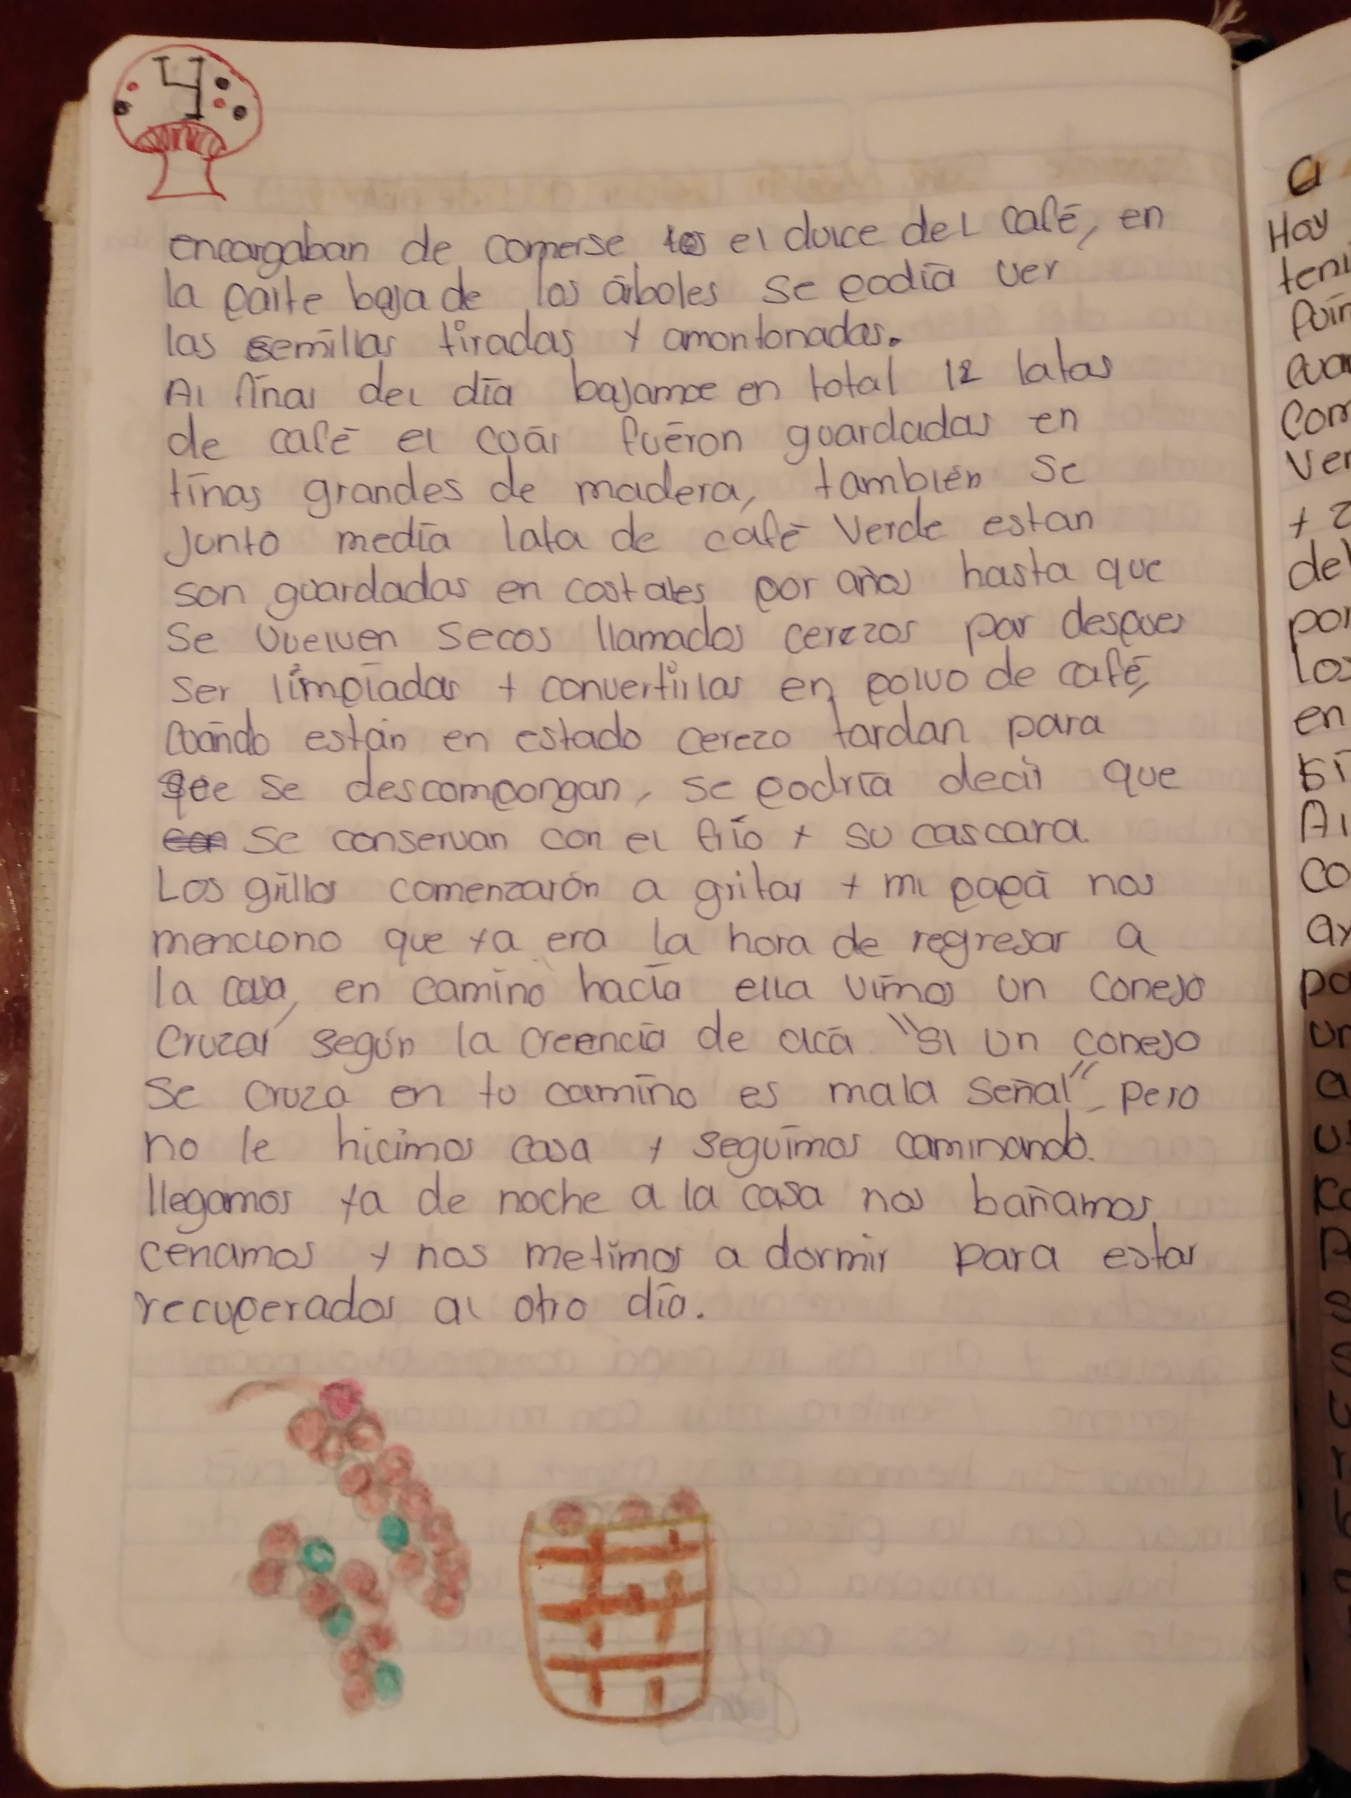 4
encargaban de comerse los el dulce del café, en
la parte baja de los árboles se podía ver
las semillas tiradas y amontonadas.
Al final del día bajamos en total 12 latas
de café el cuál fuéron guardadas en
tinas grandes de madera, también se
junto media lata de café verde estan
son guardadas en costales por años hasta que
se vuelven secos llamados cerezos par despues
ser limpiadas y convertirlas en polvo de café,
Cuándo están en estado cerezo tardan para
que se descompongan, se podría decir que
se conservan con el frío y su cascara.
Los grillos comenzarón a gritar y mi papá nos
menciono que ya era la hora de regresar a
la casa, en camino hacía ella vimos un conejo
cruzar según la creencia de acá "si un conejo
se cruza en tu camino es mala señal" pero
no le hicimos casa y seguimos caminando.
llegamos ya de noche a la casa nos bañamos,
cenamos y nos metimos a dormir para estar
recuperados al otro día.
Hoy